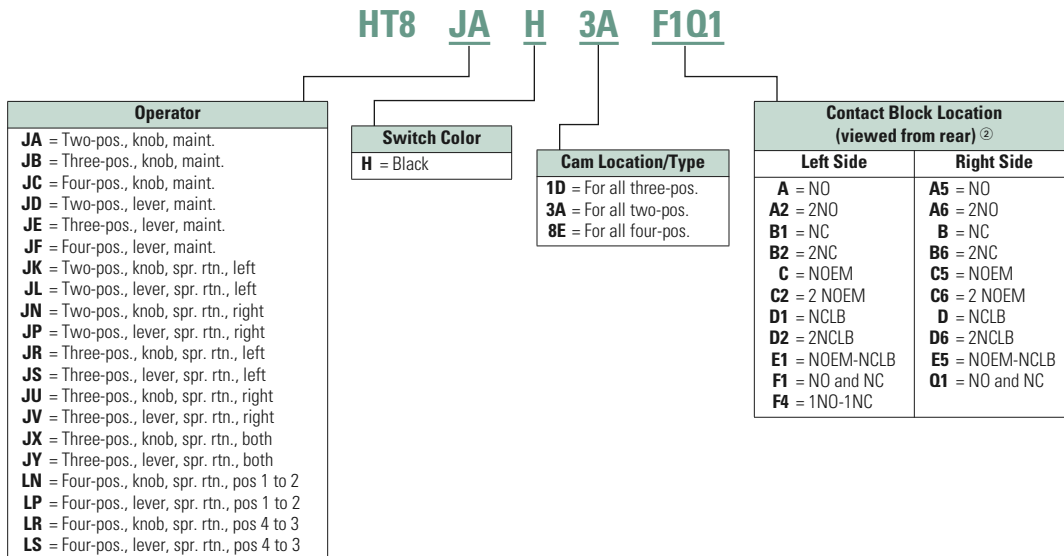 HT8 JA H 3A F1Q1
Operator
JA = Two-pos., knob, maint.
JB = Three-pos., knob, maint.
JC = Four-pos., knob, maint.
JD = Two-pos., lever, maint.
JE = Three-pos., lever, maint.
JF = Four-pos., lever, maint.
JK = Two-pos., knob, spr. rtn., left
JL = Two-pos., lever, spr. rtn., left
JN = Two-pos., knob, spr. rtn., right
JP = Two-pos., lever, spr. rtn., right
JR = Three-pos., knob, spr. rtn., left
JS = Three-pos., lever, spr. rtn., left
JU = Three-pos., knob, spr. rtn., right
JV = Three-pos., lever, spr. rtn., right
JX = Three-pos., knob, spr. rtn., both
JY = Three-pos., lever, spr. rtn., both
LN = Four-pos., knob, spr. rtn., pos 1 to 2
LP = Four-pos., lever, spr. rtn., pos 1 to 2
LR = Four-pos., knob, spr. rtn., pos 4 to 3
LS = Four-pos., lever, spr. rtn., pos 4 to 3
Switch Color
H = Black
Cam Location/Type
1D = For all three-pos.
3A = For all two-pos.
8E = For all four-pos.
Contact Block Location
(viewed from rear) ②
Left Side
A = NO
A2 = 2NO
B1 = NC
B2 = 2NC
C = NOEM
C2 = 2 NOEM
D1 = NCLB
D2 = 2NCLB
E1 = NOEM-NCLB
F1 = NO and NC
F4 = 1NO-1NC
Right Side
A5 = NO
A6 = 2NO
B = NC
B6 = 2NC
C5 = NOEM
C6 = 2 NOEM
D = NCLB
D6 = 2NCLB
E5 = NOEM-NCLB
Q1 = NO and NC